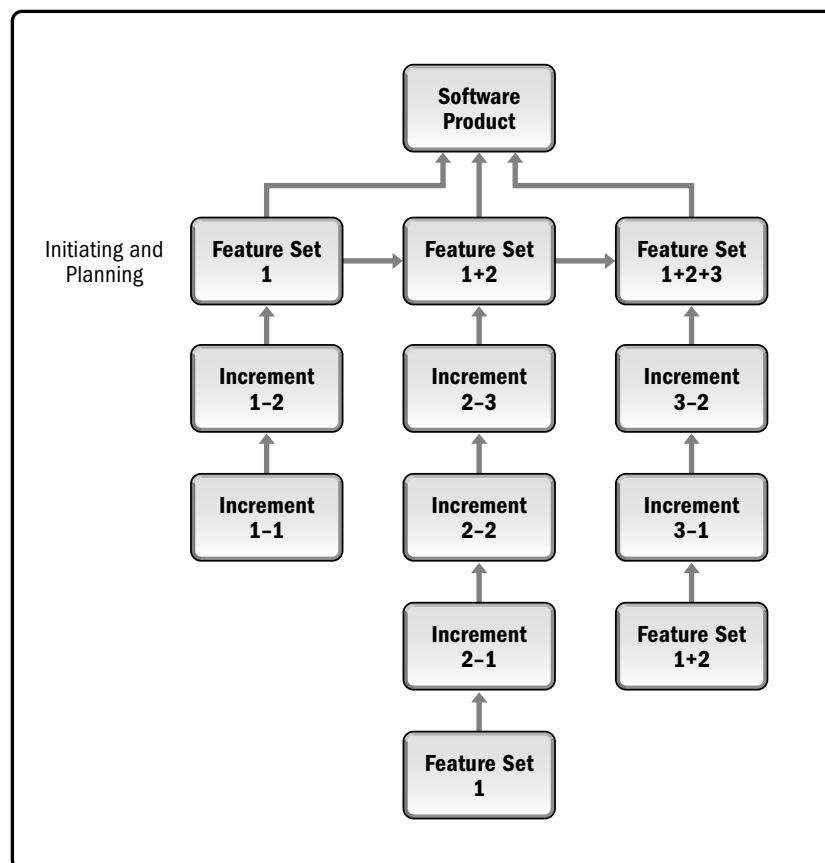 Software
Product
Initiating and
Planning
Feature Set
1
Feature Set
1+2
Feature Set
1+2+3
Increment
1–2
Increment
2–3
Increment
3–2
Increment
1–1
Increment
2–2
Increment
3–1
Increment
2–1
Feature Set
1+2
Feature Set
1